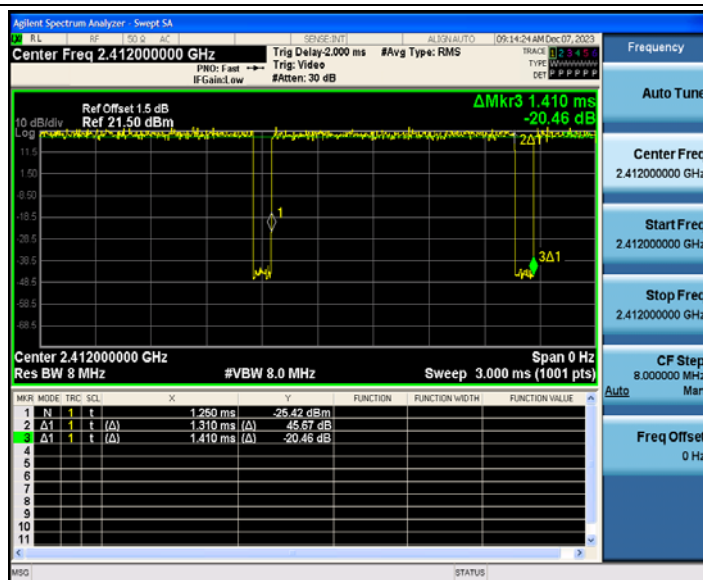 Agilent Spectrum Analyzer - Swept SA
RL RF 50 Ω AC SENSE:INT ALIGNAUTO 09:14:24 AM Dec 07, 2023
Center Freq 2.412000000 GHz
PNO: Fast
IFGain:Low
Trig Delay-2.000 ms
Trig: Video
#Atten: 30 dB
#Avg Type: RMS
TRACE 1 2 3 4 5 6
TYPE
DET P P P P P P
ΔMkr3 1.410 ms
-20.46 dB
Ref Offset 1.5 dB
10 dB/div Ref 21.50 dBm
Log
11.5
1.50
-8.50
-18.5
-28.5
-38.5
-48.5
-58.5
-68.5
2Δ1
1
3Δ1
Center 2.412000000 GHz Span 0 Hz
Res BW 8 MHz #VBW 8.0 MHz Sweep 3.000 ms (1001 pts)
MKR MODE TRC SCL X Y FUNCTION FUNCTION WIDTH FUNCTION VALUE
1 N 1 t 1.250 ms -25.42 dBm
2 Δ1 1 t (Δ) 1.310 ms (Δ) 45.67 dB
3 Δ1 1 t (Δ) 1.410 ms (Δ) -20.46 dB
4
5
6
7
8
9
10
11
MSG STATUS
Frequency
Auto Tune
Center Freq
2.412000000 GHz
Start Freq
2.412000000 GHz
Stop Freq
2.412000000 GHz
CF Step
8.000000 MHz
Auto Man
Freq Offset
0 Hz